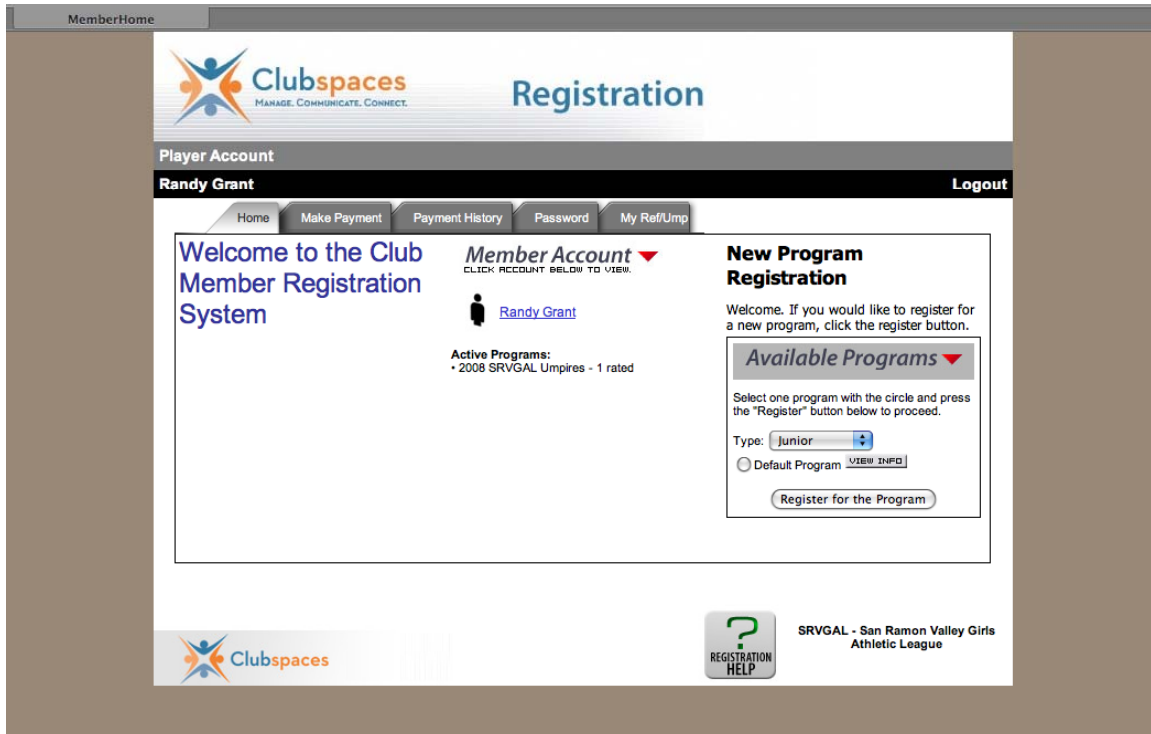 MemberHome
Clubspaces
MANAGE. COMMUNICATE. CONNECT.
Registration
Player Account
Randy Grant
Logout
Home
Make Payment
Payment History
Password
My Ref/Ump
Welcome to the Club
Member Registration
System
Member Account
CLICK ACCOUNT BELOW TO VIEW.
Randy Grant
Active Programs:
• 2008 SRVGAL Umpires - 1 rated
New Program
Registration
Welcome. If you would like to register for
a new program, click the register button.
Available Programs
Select one program with the circle and press
the "Register" button below to proceed.
Type: Junior
Default Program VIEW INFO
Register for the Program
Clubspaces
?
REGISTRATION
HELP
SRVGAL - San Ramon Valley Girls
Athletic League